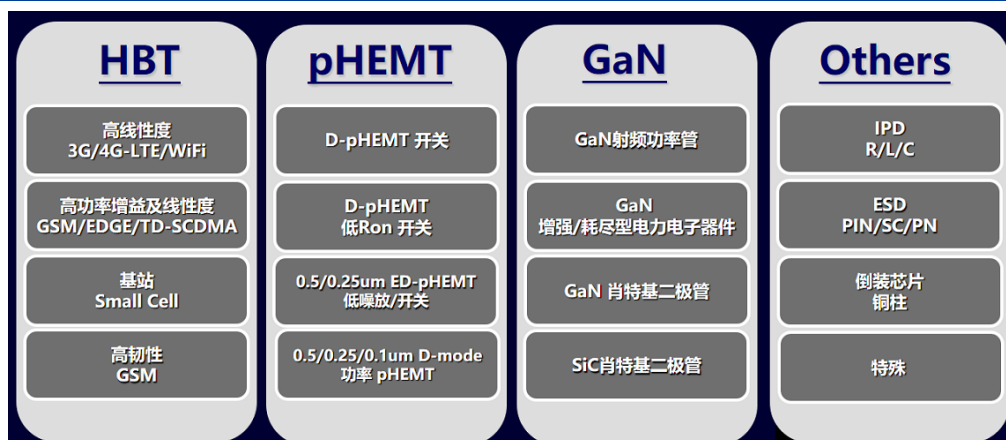 HBT
高线性度
3G/4G-LTE/WiFi
高功率增益及线性度
GSM/EDGE/TD-SCDMA
基站
Small Cell
高韧性
GSM
pHEMT
D-pHEMT 开关
D-pHEMT
低Ron 开关
0.5/0.25um ED-pHEMT
低噪放/开关
0.5/0.25/0.1um D-mode
功率 pHEMT
GaN
GaN射频功率管
GaN
增强/耗尽型电力电子器件
GaN 肖特基二极管
SiC肖特基二极管
Others
IPD
R/L/C
ESD
PIN/SC/PN
倒装芯片
铜柱
特殊